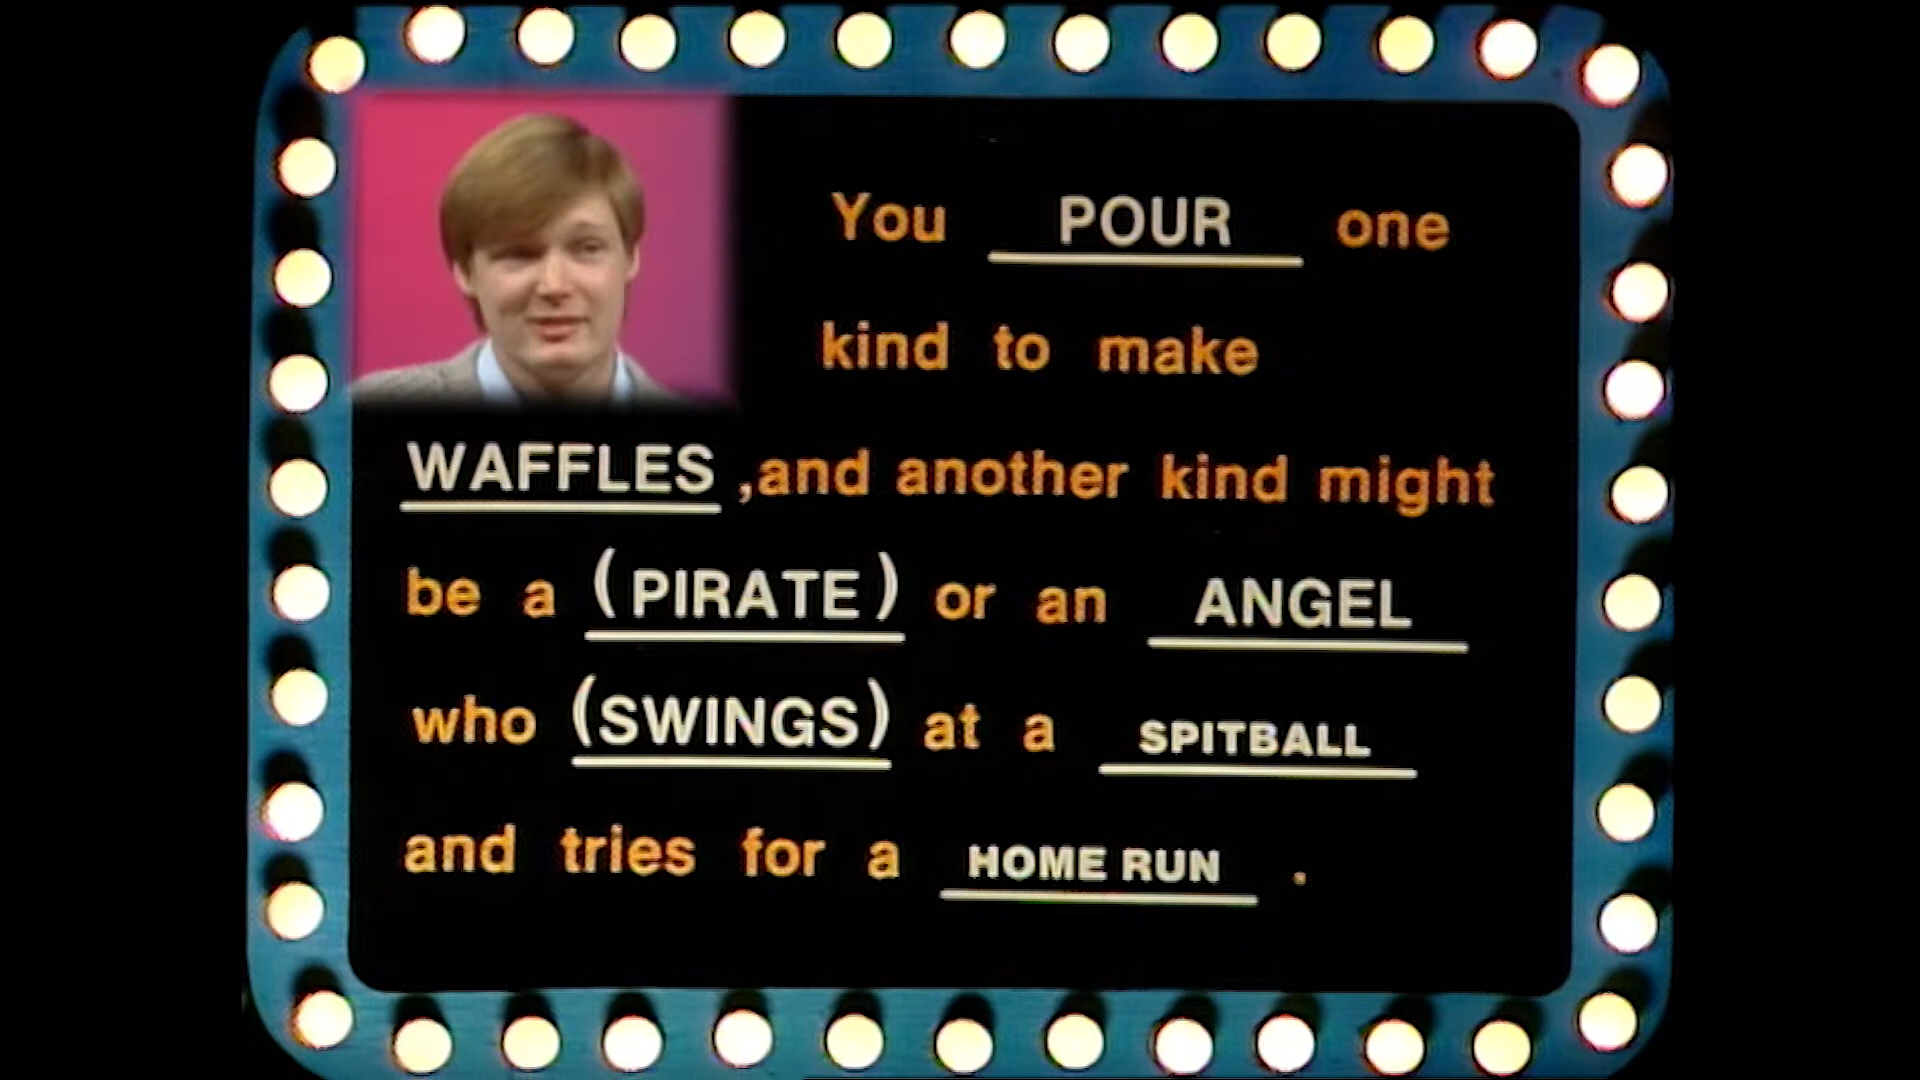 You POUR one
kind to make
WAFFLES ,and another kind might
be a (PIRATE) or an ANGEL
who (SWINGS) at a SPITBALL
and tries for a HOME RUN .